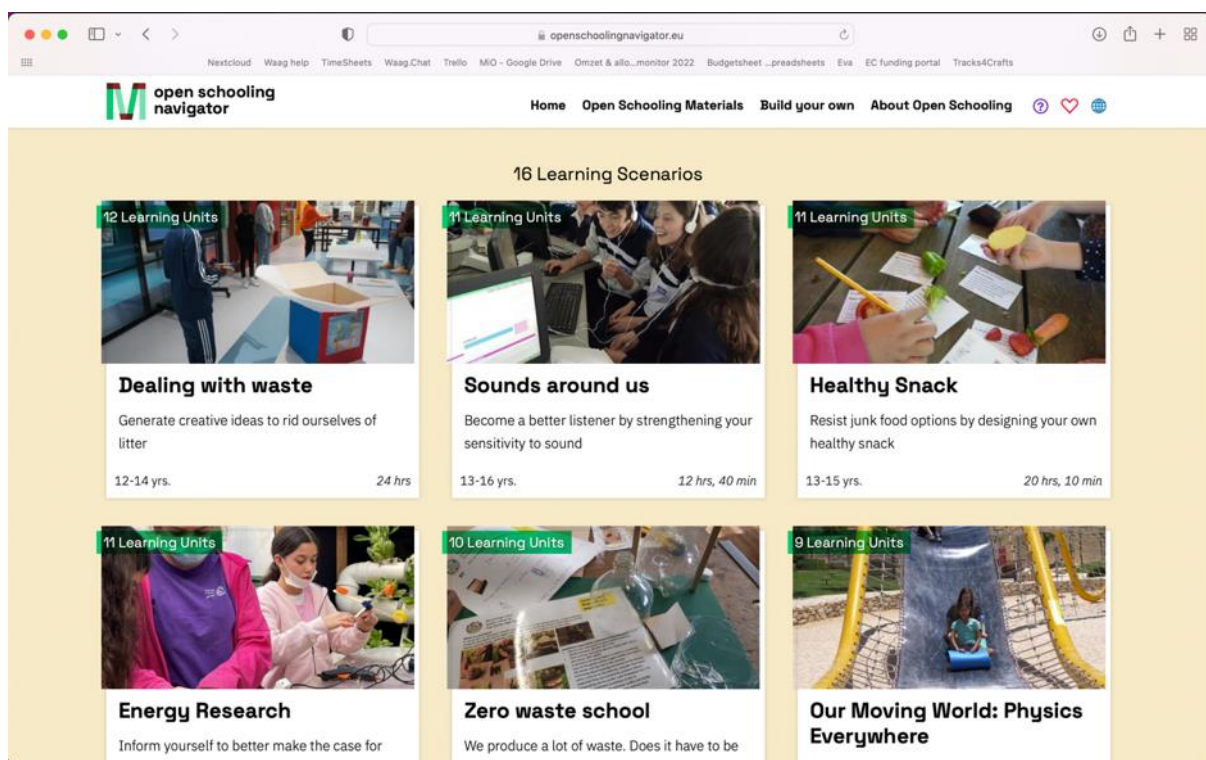 openschoolingnavigator.eu
Nextcloud Waag help TimeSheets Waag.Chat Trello MiO - Google Drive Omzet & allo...monitor 2022 Budgetsheet ...preadsheets Eva EC funding portal Tracks4Crafts
open schooling
navigator
Home Open Schooling Materials Build your own About Open Schooling
16 Learning Scenarios
12 Learning Units
11 Learning Units
11 Learning Units
Dealing with waste
Sounds around us
Healthy Snack
Generate creative ideas to rid ourselves of
litter
Become a better listener by strengthening your
sensitivity to sound
Resist junk food options by designing your own
healthy snack
12-14 yrs. 24 hrs
13-16 yrs. 12 hrs, 40 min
13-15 yrs. 20 hrs, 10 min
11 Learning Units
10 Learning Units
9 Learning Units
Energy Research
Zero waste school
Our Moving World: Physics
Everywhere
Inform yourself to better make the case for
We produce a lot of waste. Does it have to be